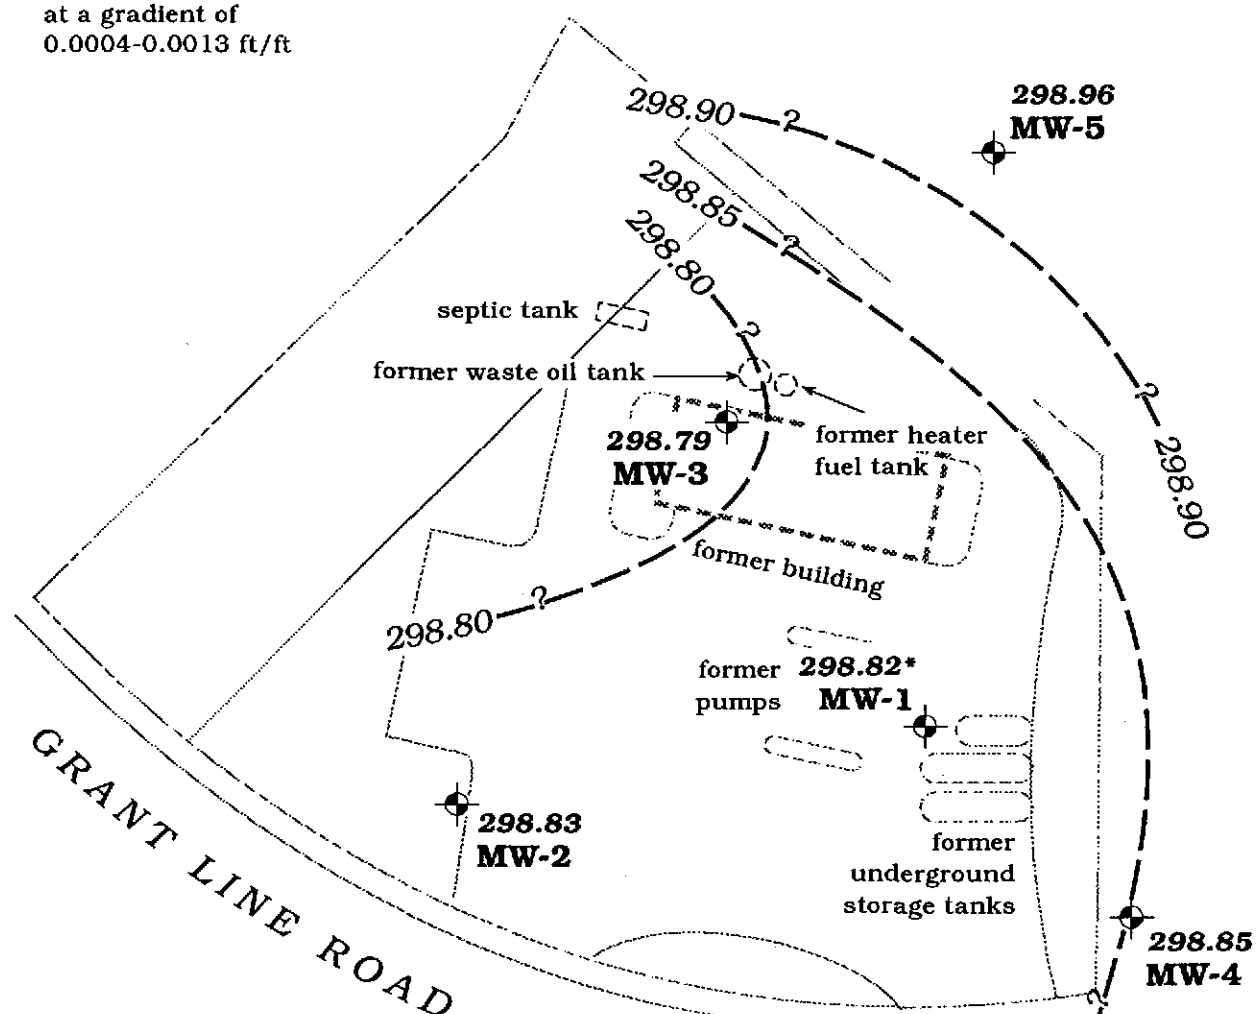 at a gradient of
0.0004-0.0013 ft/ft
298.96
MW-5
298.90
?
298.85
?
298.80
?
septic tank
former waste oil tank
?
298.90
298.79
MW-3
former heater
fuel tank
former building
298.80
?
former
pumps
298.82*
MW-1
298.83
MW-2
former
underground
storage tanks
298.85
MW-4
?
GRANT LINE ROAD